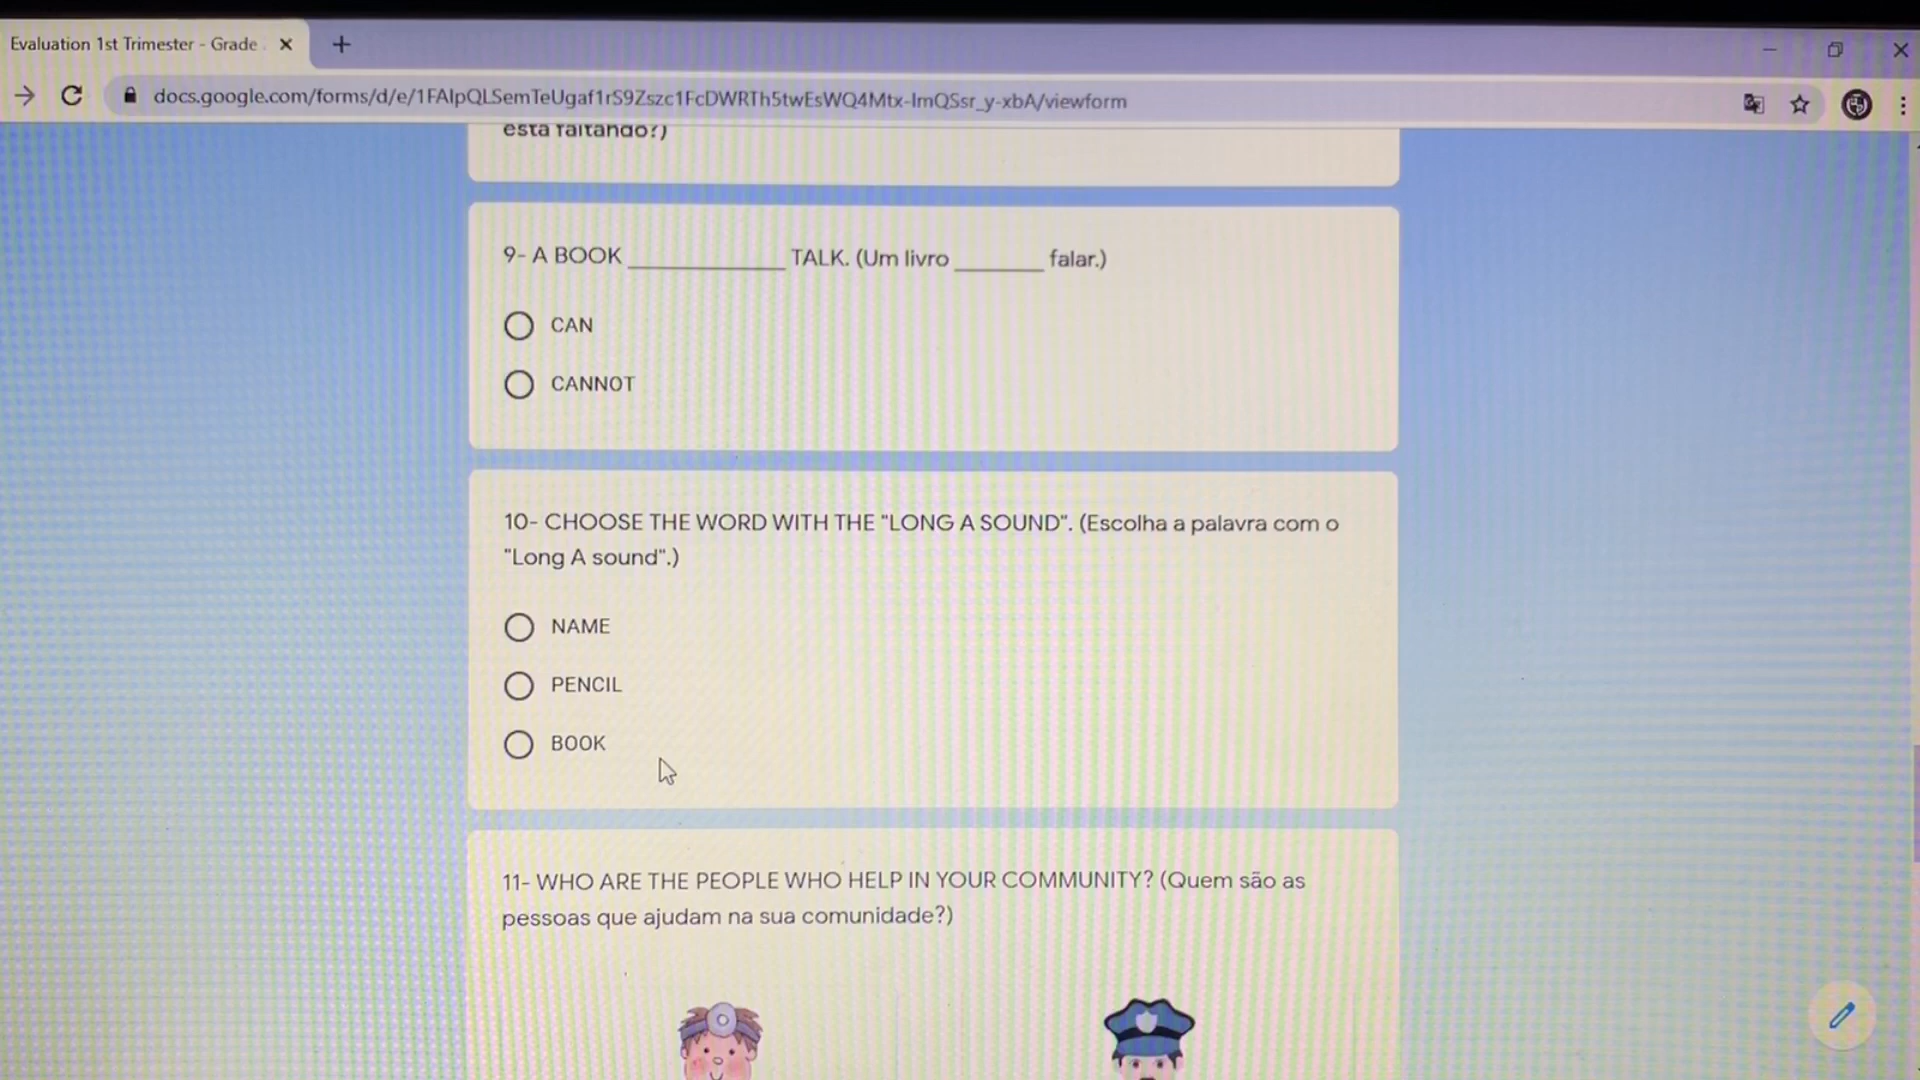 Evaluation 1st Trimester - Grade
docs.google.com/forms/d/e/1FAIpQLSemTeUgaf1rS9Zszc1FcDWRTh5twEsWQ4Mtx-ImQSsr_y-xbA/viewform
está faltando?)
9- A BOOK ______________ TALK. (Um livro ________ falar.)
CAN
CANNOT
10- CHOOSE THE WORD WITH THE "LONG A SOUND". (Escolha a palavra com o
"Long A sound".)
NAME
PENCIL
BOOK
11- WHO ARE THE PEOPLE WHO HELP IN YOUR COMMUNITY? (Quem são as
pessoas que ajudam na sua comunidade?)